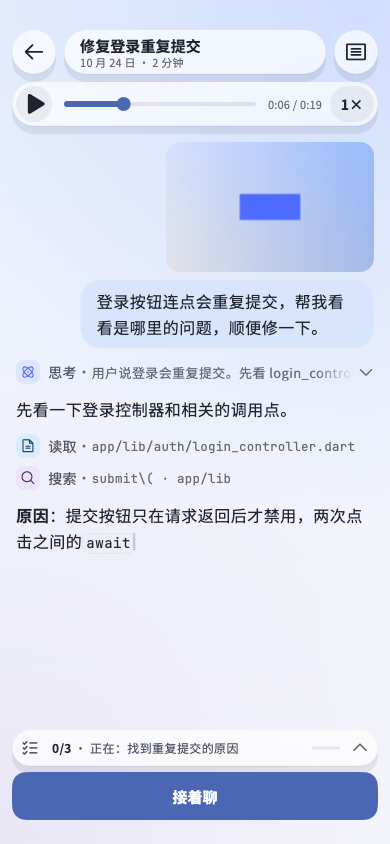 修复登录重复提交
10 月 24 日 · 2 分钟
0:06 / 0:19
1×
登录按钮连点会重复提交，帮我看
看是哪里的问题，顺便修一下。
思考 · 用户说登录会重复提交。先看 login_contro
先看一下登录控制器和相关的调用点。
读取 · app/lib/auth/login_controller.dart
搜索 · submit\( · app/lib
原因：提交按钮只在请求返回后才禁用，两次点
击之间的 await
0/3 · 正在：找到重复提交的原因
接着聊